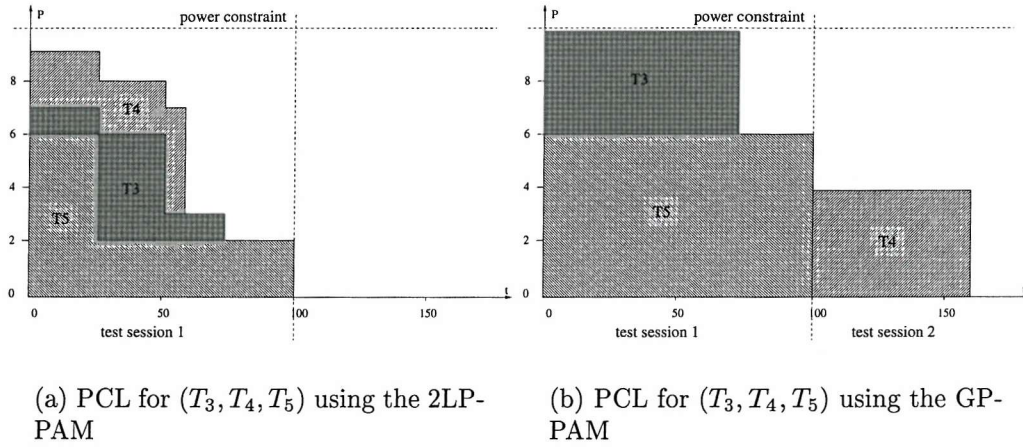 P
power constraint
8
T4
6
4
T3
T5
2
0
t
0
50
00
150
test session 1
P
power constraint
8
T3
6
4
T5
T4
2
0
0
50
00
150
test session 1
test session 2
(a) PCL for (T3, T4, T5) using the 2LP-
PAM
(b) PCL for (T3, T4, T5) using the GP-
PAM